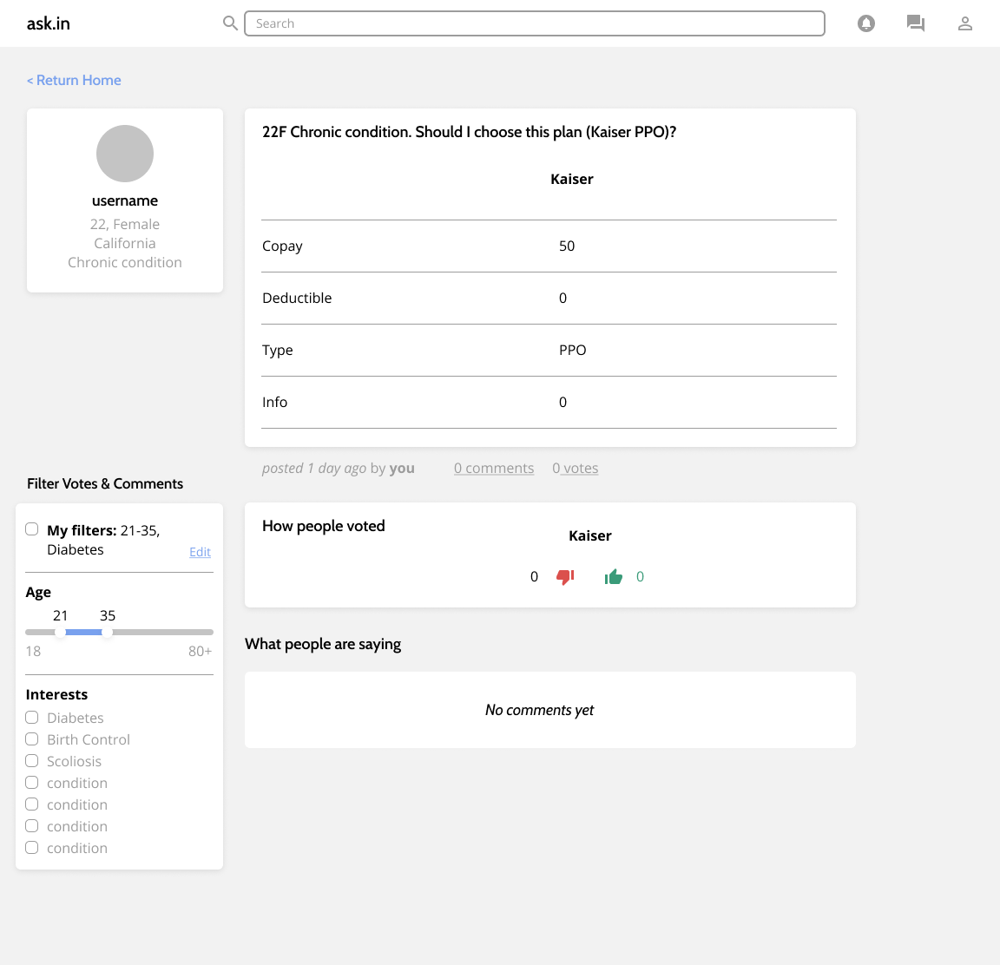 ask.in
Search
< Return Home
username
22, Female
California
Chronic condition
22F Chronic condition. Should I choose this plan (Kaiser PPO)?
Kaiser
Copay 50
Deductible 0
Type PPO
Info 0
posted 1 day ago by you 0 comments 0 votes
Filter Votes & Comments
My filters: 21-35,
Diabetes
Edit
Age
21 35
18 80+
Interests
Diabetes
Birth Control
Scoliosis
condition
condition
condition
condition
How people voted
Kaiser
0 0
What people are saying
No comments yet